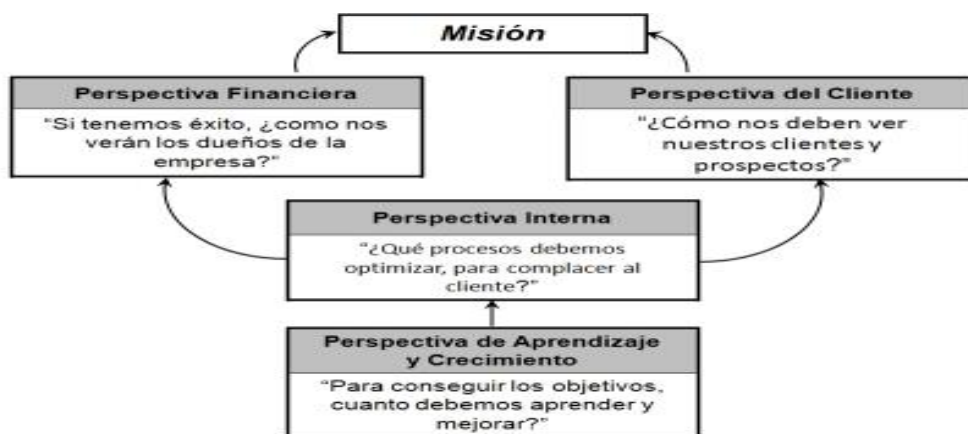 Misión
Perspectiva Financiera
"Si tenemos éxito, ¿como nos
verán los dueños de la
empresa?"
Perspectiva del Cliente
"¿Cómo nos deben ver
nuestros clientes y
prospectos?"
Perspectiva Interna
"¿Qué procesos debemos
optimizar, para complacer al
cliente?"
Perspectiva de Aprendizaje
y Crecimiento
"Para conseguir los objetivos,
cuanto debemos aprender y
mejorar?"